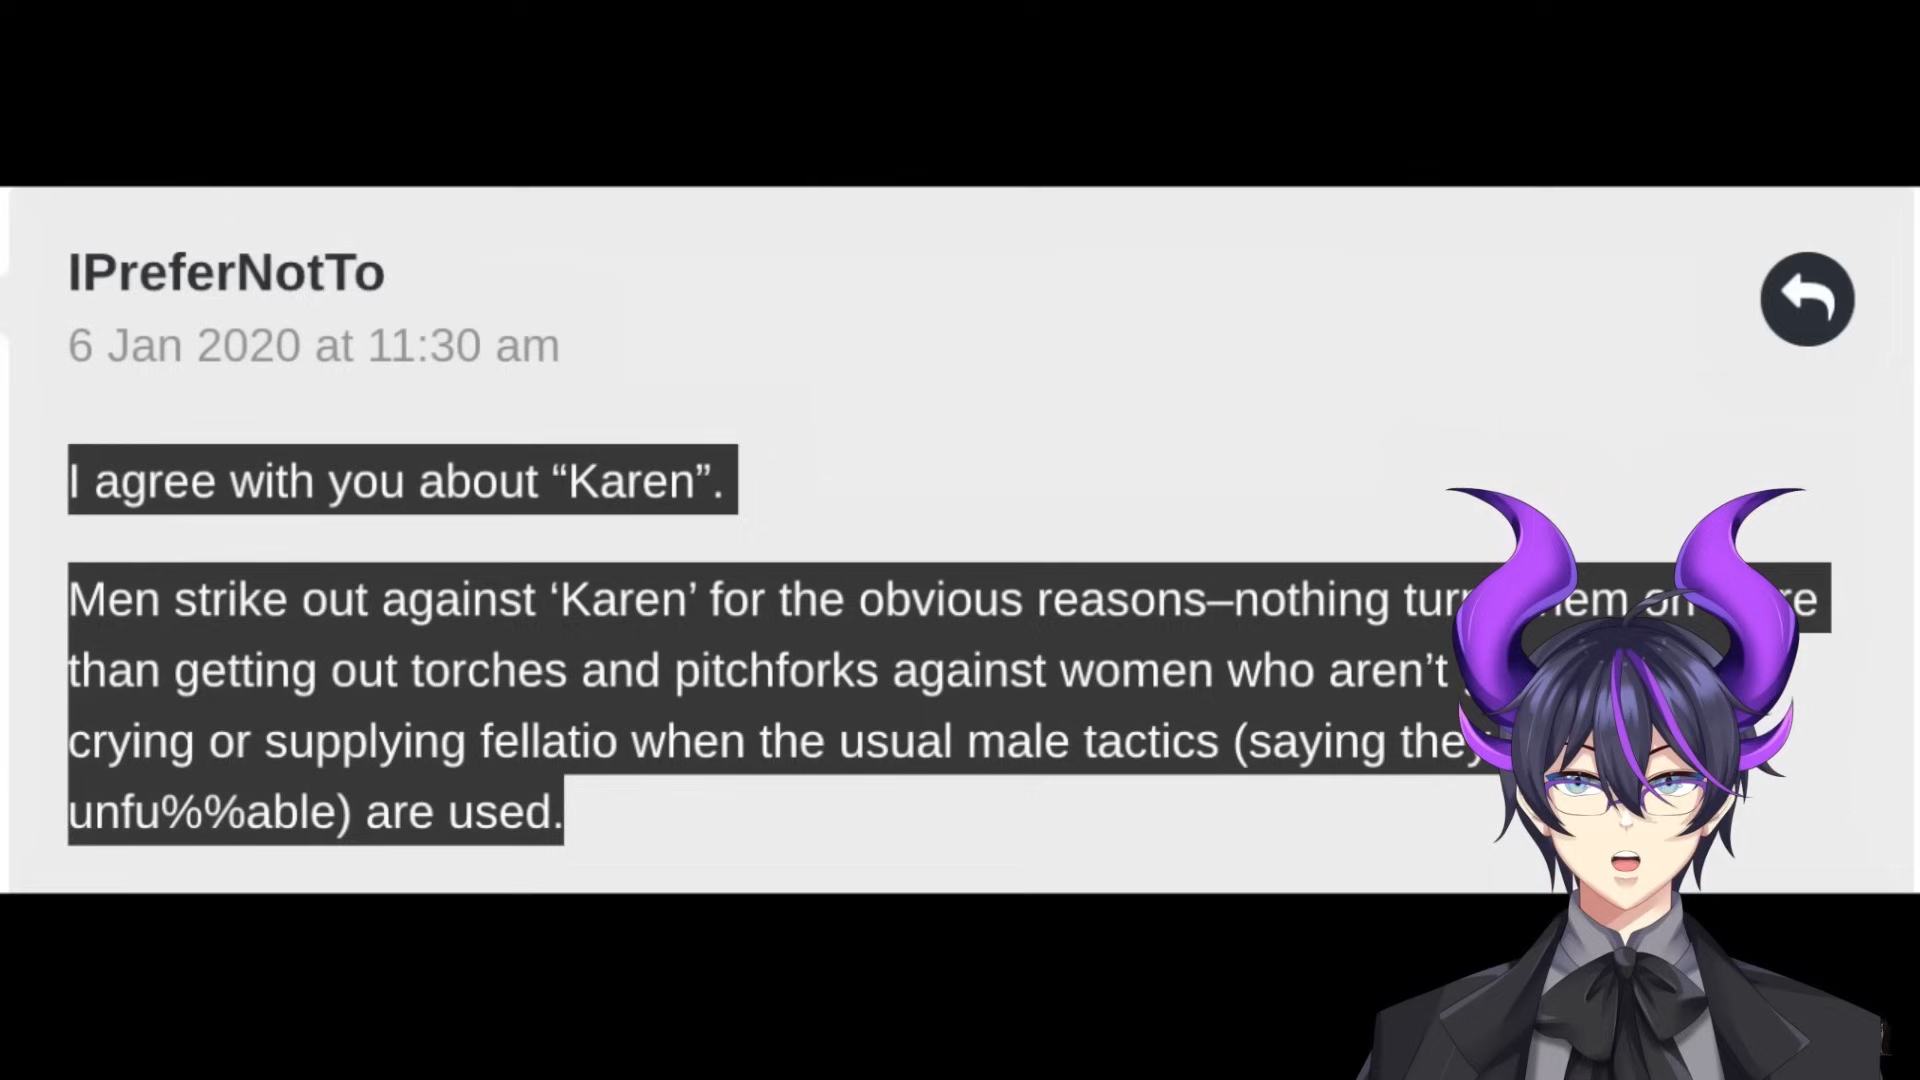 IPreferNotTo
6 Jan 2020 at 11:30 am
I agree with you about “Karen”.
Men strike out against ‘Karen’ for the obvious reasons–nothing
than getting out torches and pitchforks against women who aren’t
crying or supplying fellatio when the usual male tactics (saying
unfu%%able) are used.